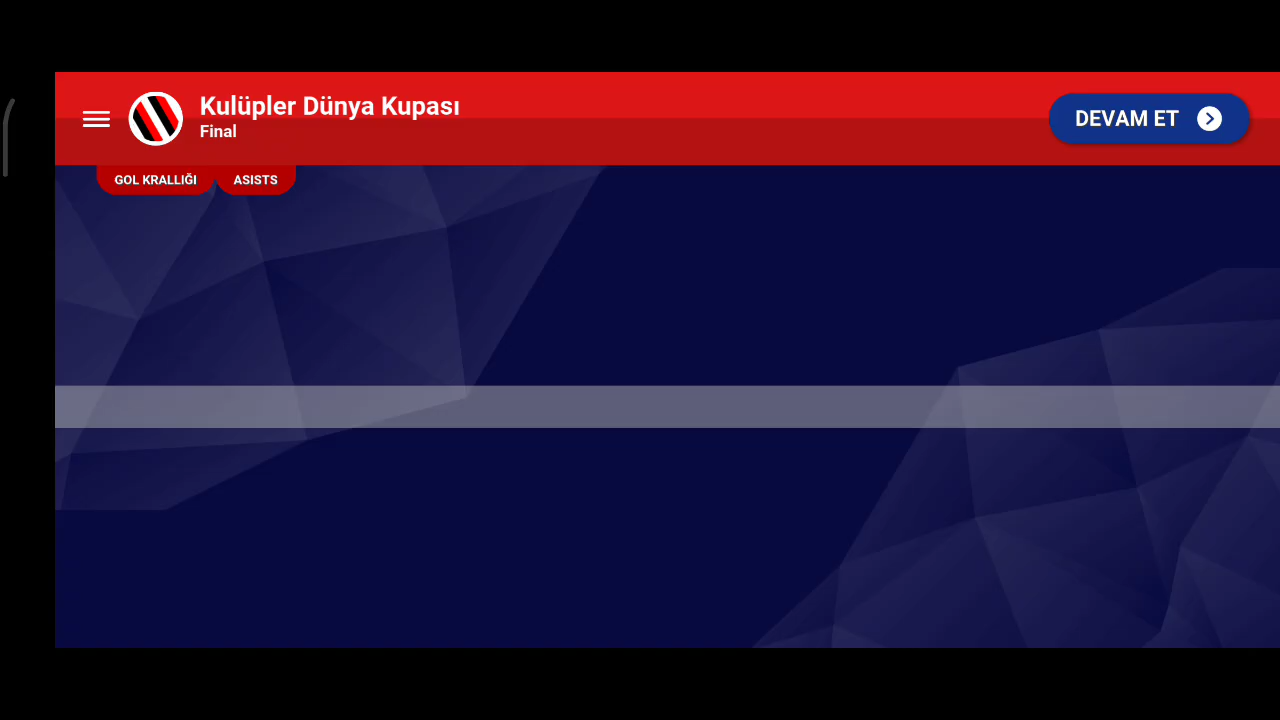 Kulüpler Dünya Kupası
Final
DEVAM ET
GOL KRALLIĞI
ASISTS